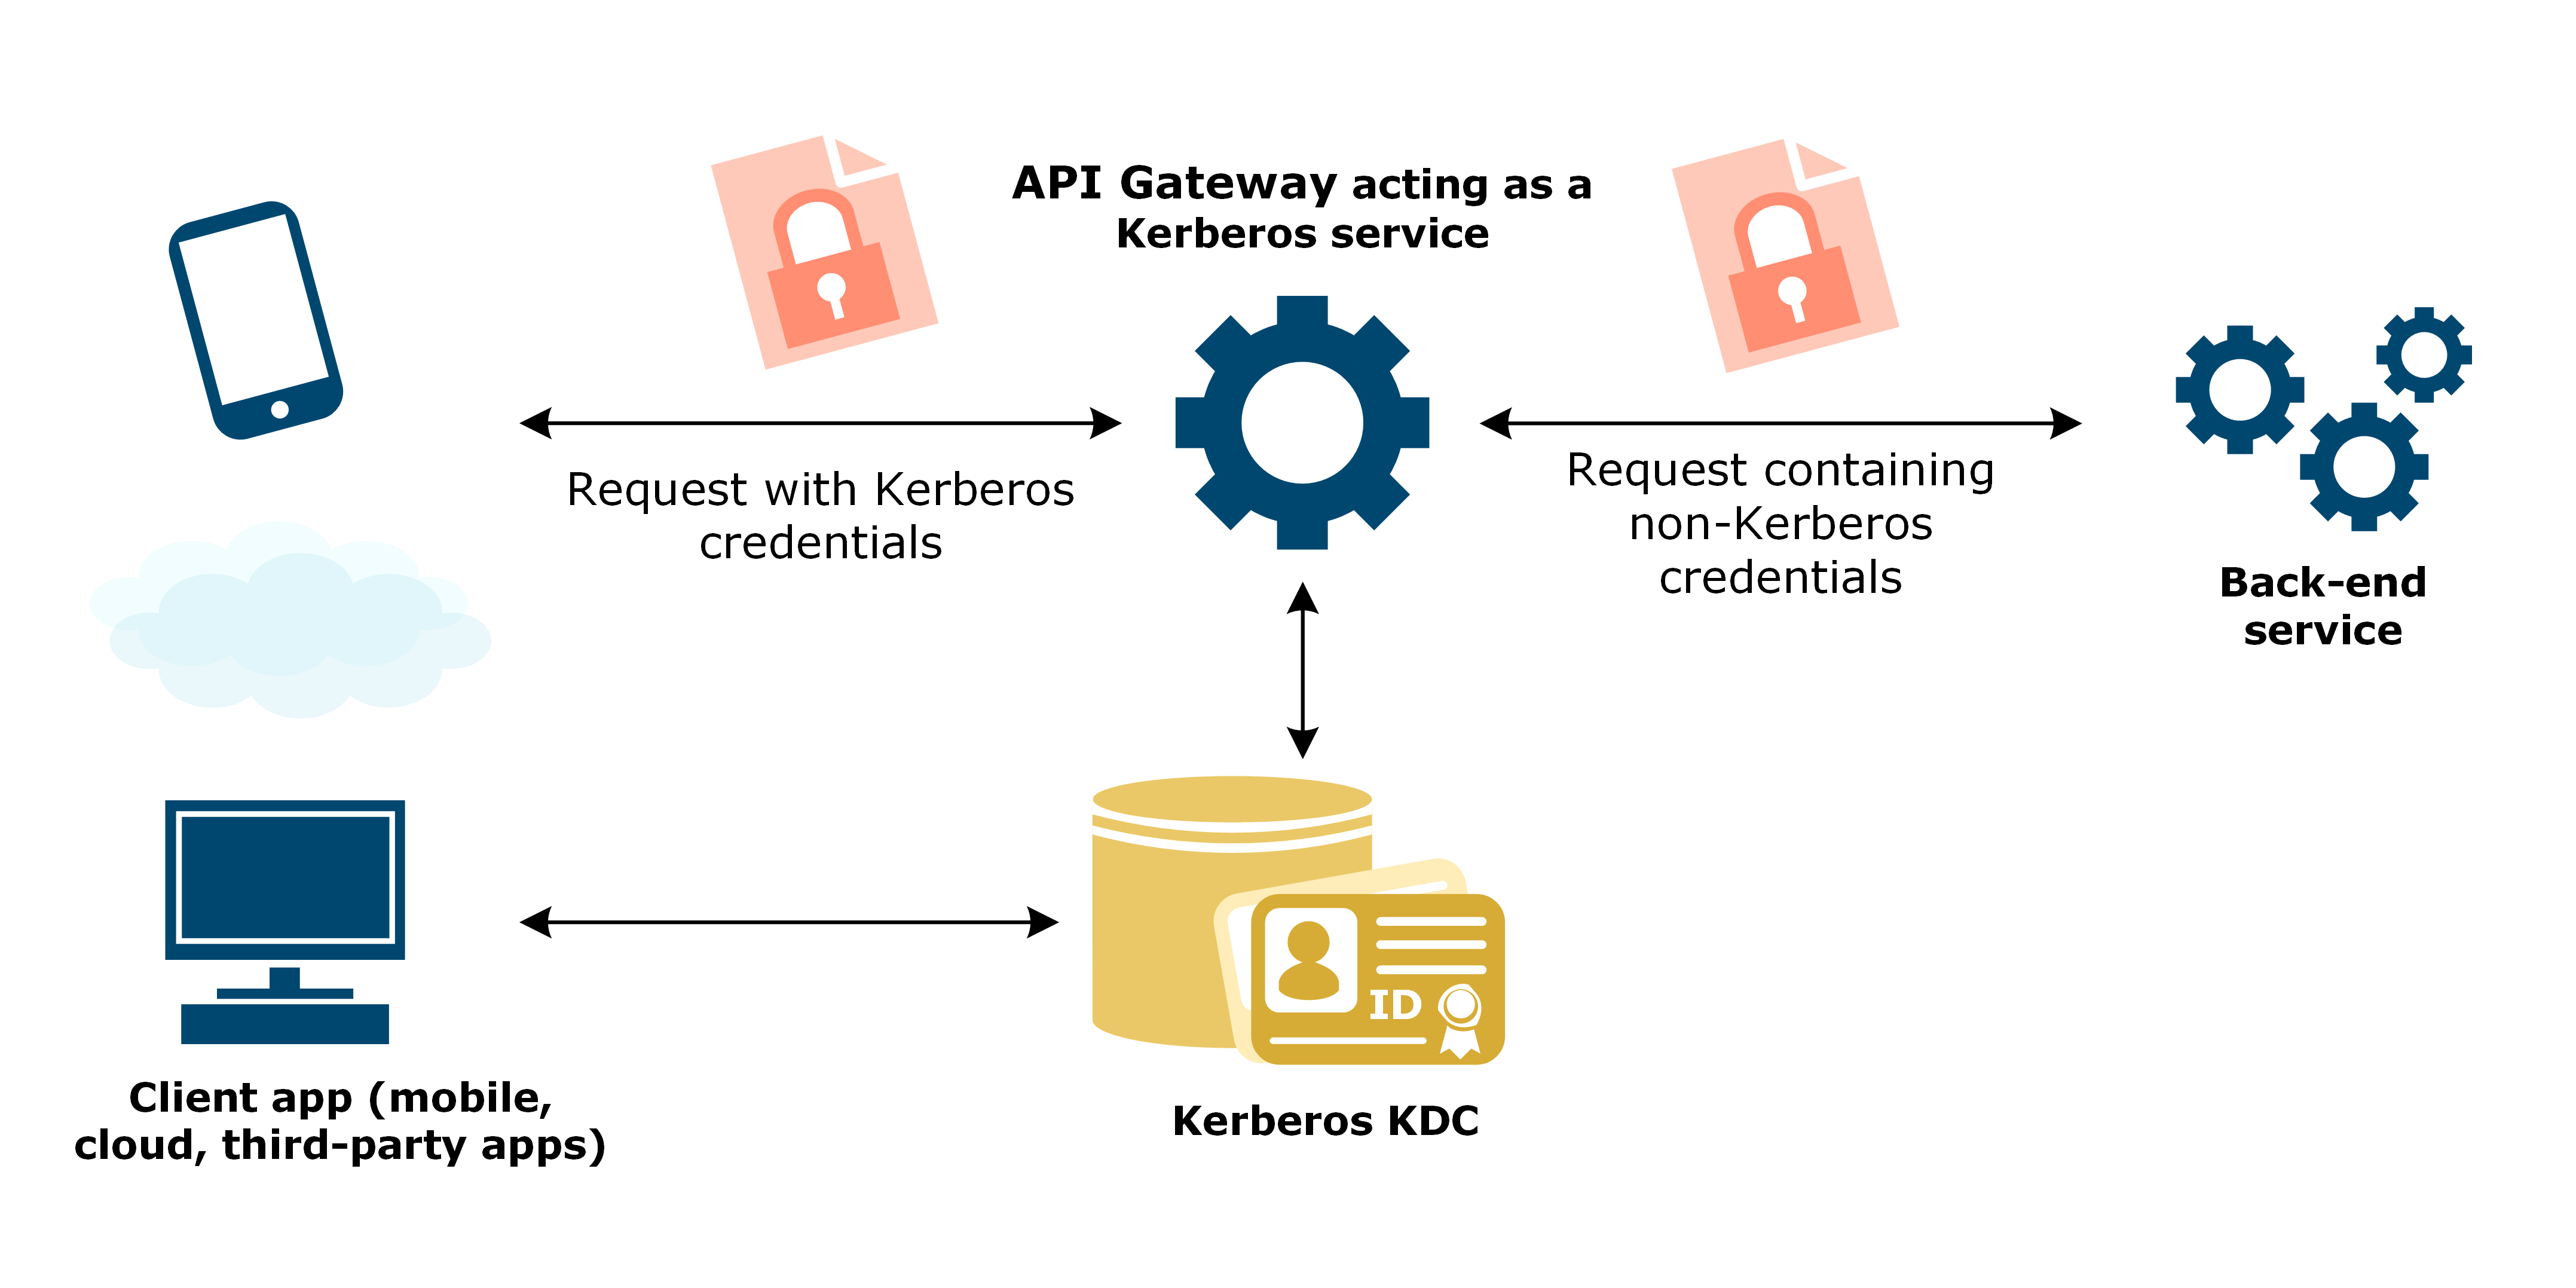 API Gateway acting as a
Kerberos service
Request with Kerberos
credentials
Request containing
non-Kerberos
credentials
Back-end
service
ID
Client app (mobile,
cloud, third-party apps)
Kerberos KDC